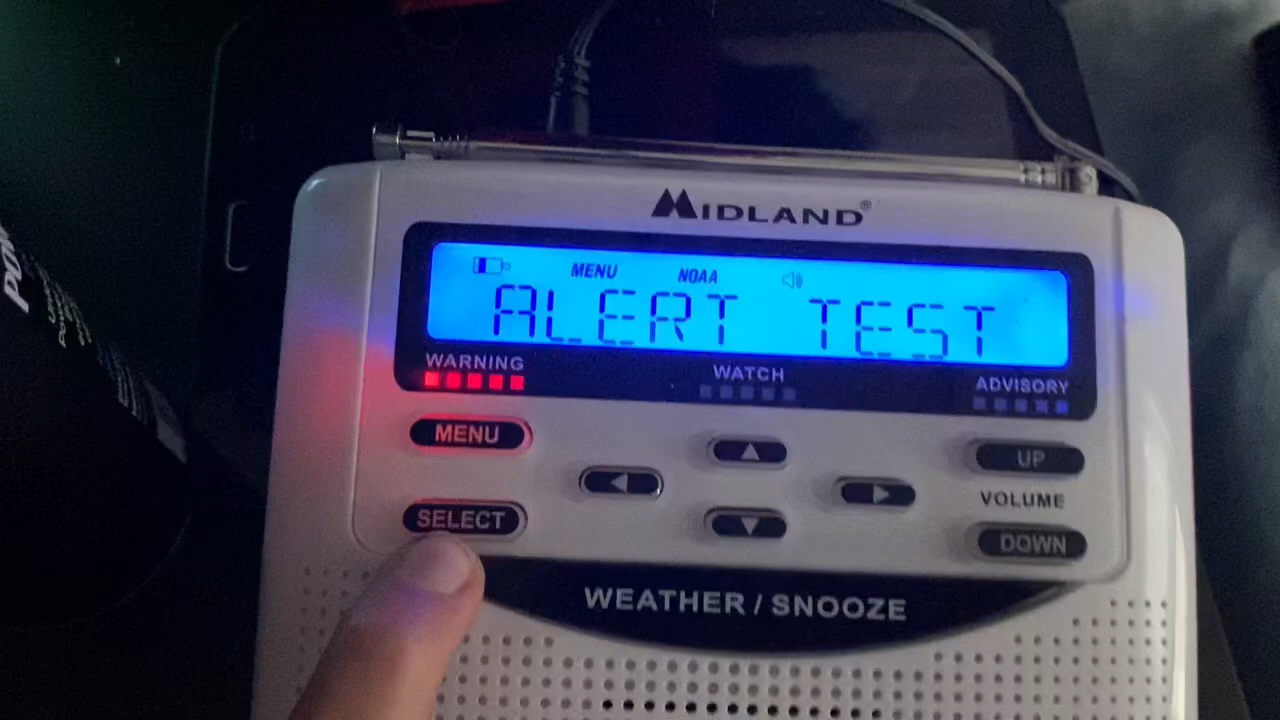 MIDLAND®
MENU NOAA
ALERT TEST
WARNING WATCH ADVISORY
MENU
UP
VOLUME
SELECT
DOWN
WEATHER / SNOOZE